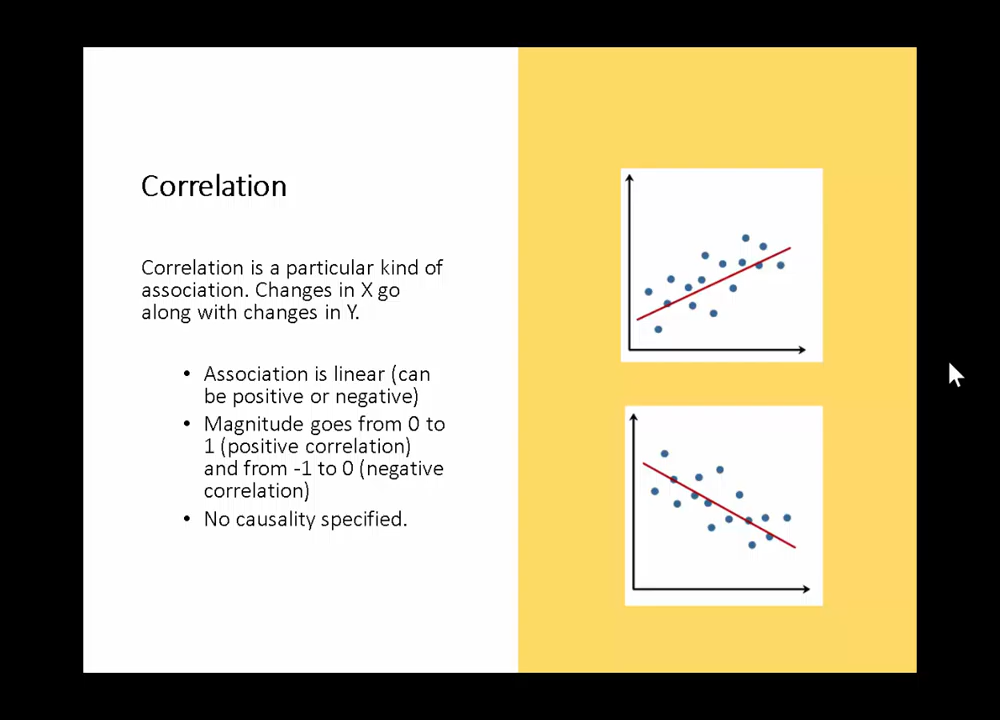 Correlation
Correlation is a particular kind of
association. Changes in X go
along with changes in Y.
• Association is linear (can
be positive or negative)
• Magnitude goes from 0 to
1 (positive correlation)
and from -1 to 0 (negative
correlation)
• No causality specified.